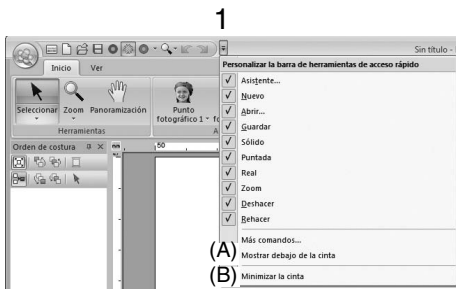 1
Sin título -
Inicio Ver
Personalizar la barra de herramientas de acceso rápido
Asistente...
Nuevo
Abrir...
Guardar
Sólido
Puntada
Real
Zoom
Deshacer
Rehacer
Más comandos...
(A) Mostrar debajo de la cinta
(B) Minimizar la cinta
Seleccionar Zoom Panoramización
Punto
fotográfico 1
Herramientas
Orden de costura
mm
50